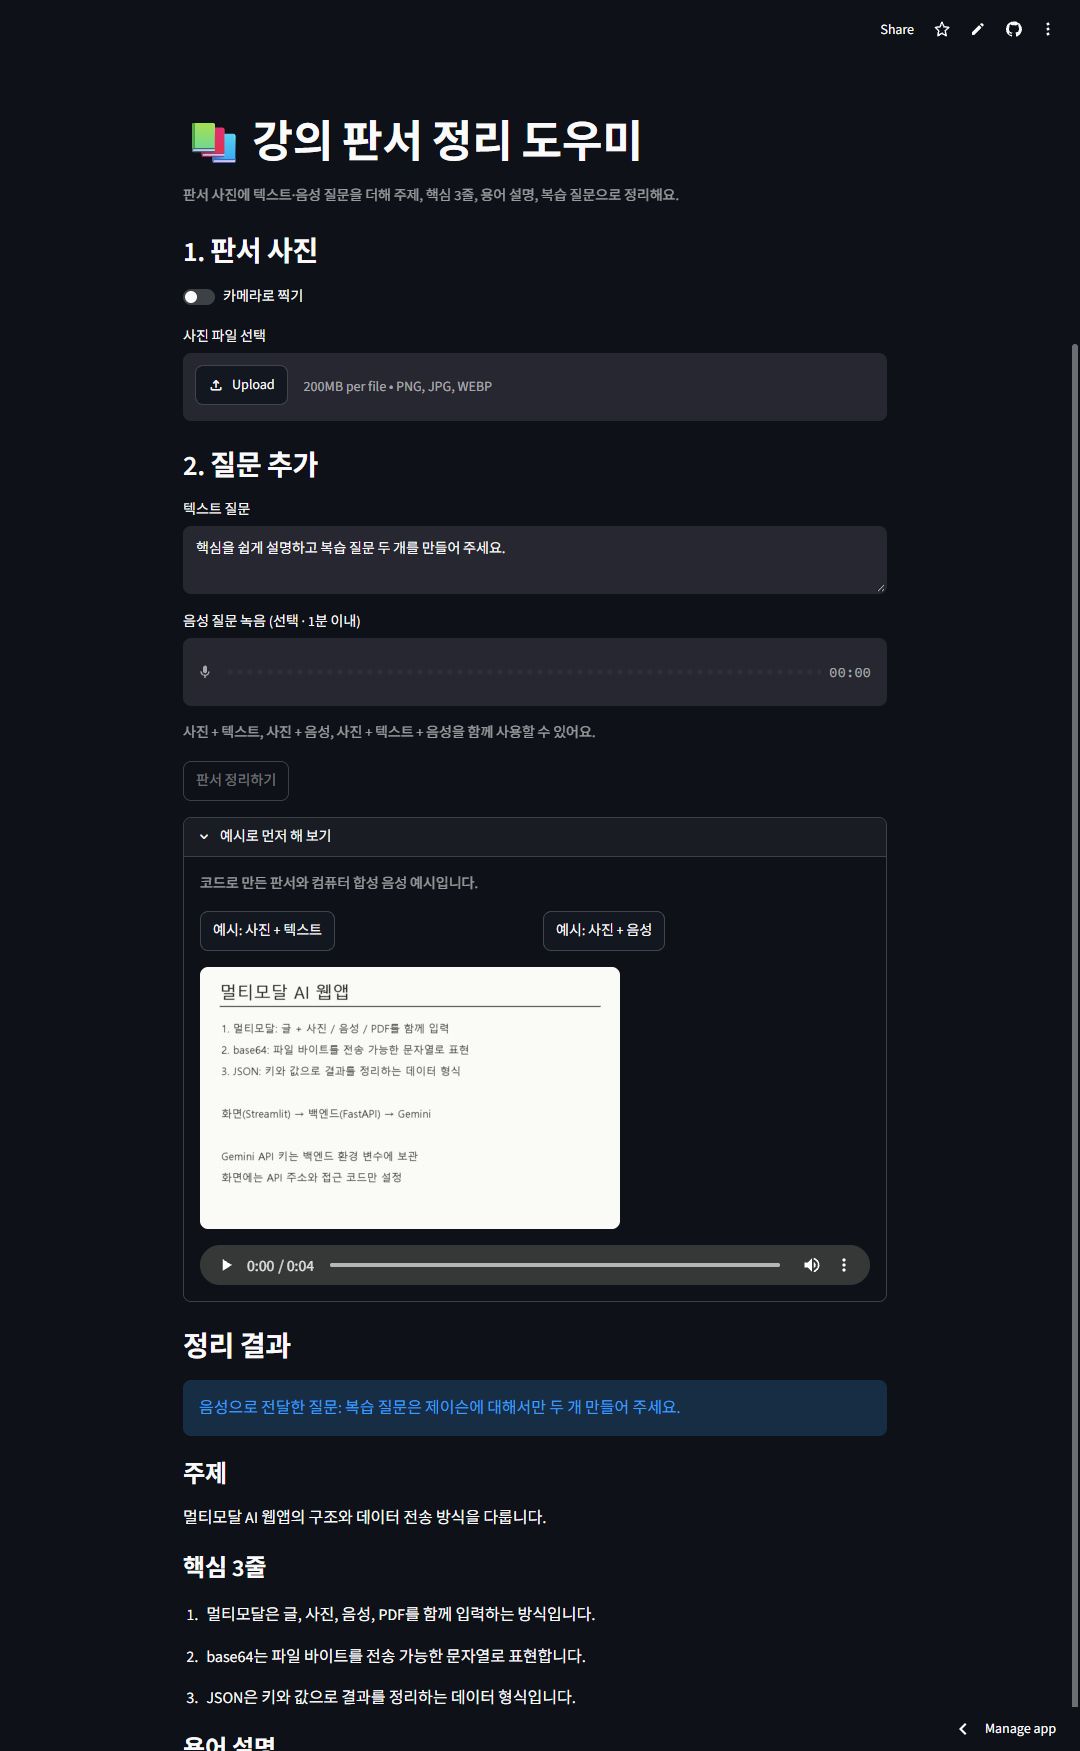 Share
강의 판서 정리 도우미
판서 사진에 텍스트·음성 질문을 더해 주제, 핵심 3줄, 용어 설명, 복습 질문으로 정리해요.
1. 판서 사진
카메라로 찍기
사진 파일 선택
Upload 200MB per file • PNG, JPG, WEBP
2. 질문 추가
텍스트 질문
핵심을 쉽게 설명하고 복습 질문 두 개를 만들어 주세요.
음성 질문 녹음 (선택 · 1분 이내)
00:00
사진 + 텍스트, 사진 + 음성, 사진 + 텍스트 + 음성을 함께 사용할 수 있어요.
판서 정리하기
예시로 먼저 해 보기
코드로 만든 판서와 컴퓨터 합성 음성 예시입니다.
예시: 사진 + 텍스트 예시: 사진 + 음성
멀티모달 AI 웹앱
1. 멀티모달: 글 + 사진 / 음성 / PDF를 함께 입력
2. base64: 파일 바이트를 전송 가능한 문자열로 표현
3. JSON: 키와 값으로 결과를 정리하는 데이터 형식
화면(Streamlit) → 백엔드(FastAPI) → Gemini
Gemini API 키는 백엔드 환경 변수에 보관
화면에는 API 주소와 접근 코드만 설정
0:00 / 0:04
정리 결과
음성으로 전달한 질문: 복습 질문은 제이슨에 대해서만 두 개 만들어 주세요.
주제
멀티모달 AI 웹앱의 구조와 데이터 전송 방식을 다룹니다.
핵심 3줄
1. 멀티모달은 글, 사진, 음성, PDF를 함께 입력하는 방식입니다.
2. base64는 파일 바이트를 전송 가능한 문자열로 표현합니다.
3. JSON은 키와 값으로 결과를 정리하는 데이터 형식입니다.
Manage app
용어 설명